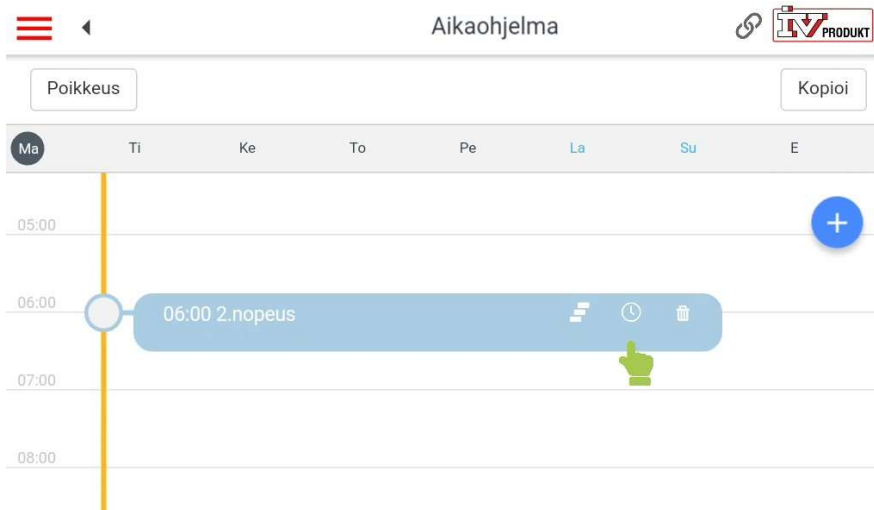 Aikaohjelma
IV PRODUKT
Poikkeus
Kopioi
Ma Ti Ke To Pe La Su E
05:00
06:00
06:00 2.nopeus
07:00
08:00